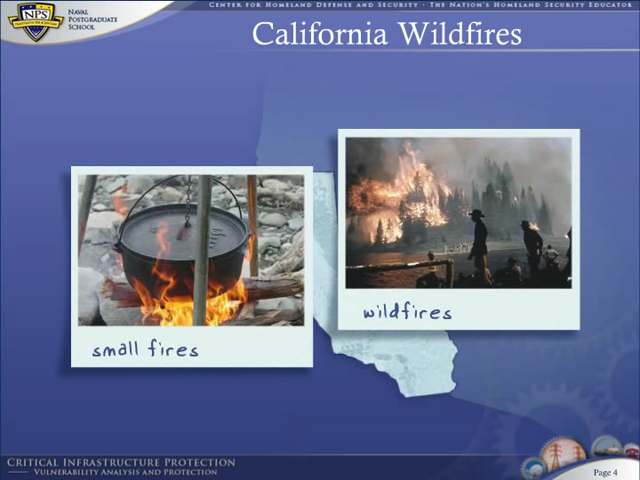 NPS
NAVAL
POSTGRADUATE
SCHOOL
CENTER FOR HOMELAND DEFENSE AND SECURITY - THE NATION'S HOMELAND SECURITY EDUCATOR
California Wildfires
wildfires
small fires
CRITICAL INFRASTRUCTURE PROTECTION
VULNERABILITY ANALYSIS AND PROTECTION
Page 4